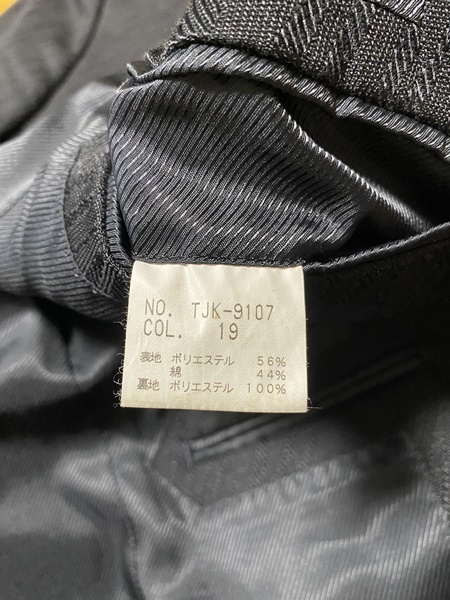 NO. TJK-9107
COL. 19
表地 ポリエステル 56%
綿 44%
裏地 ポリエステル 100%